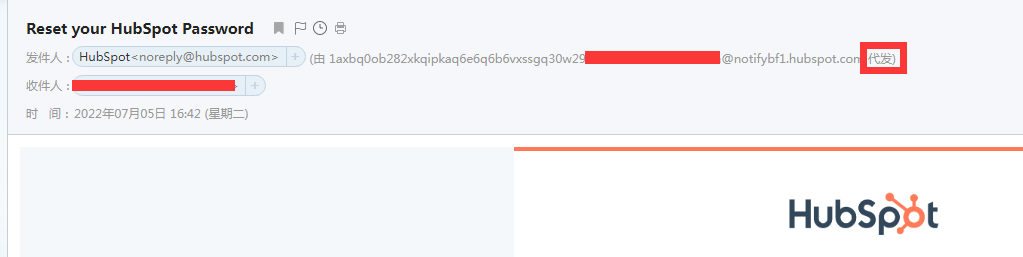 Reset your HubSpot Password
发件人：HubSpot<noreply@hubspot.com> + (由 1axbq0ob282xkqipkaq6e6q6b6vxssgq30w29 @notifybf1.hubspot.com 代发)
收件人： +
时 间：2022年07月05日 16:42 (星期二)
HubSpot